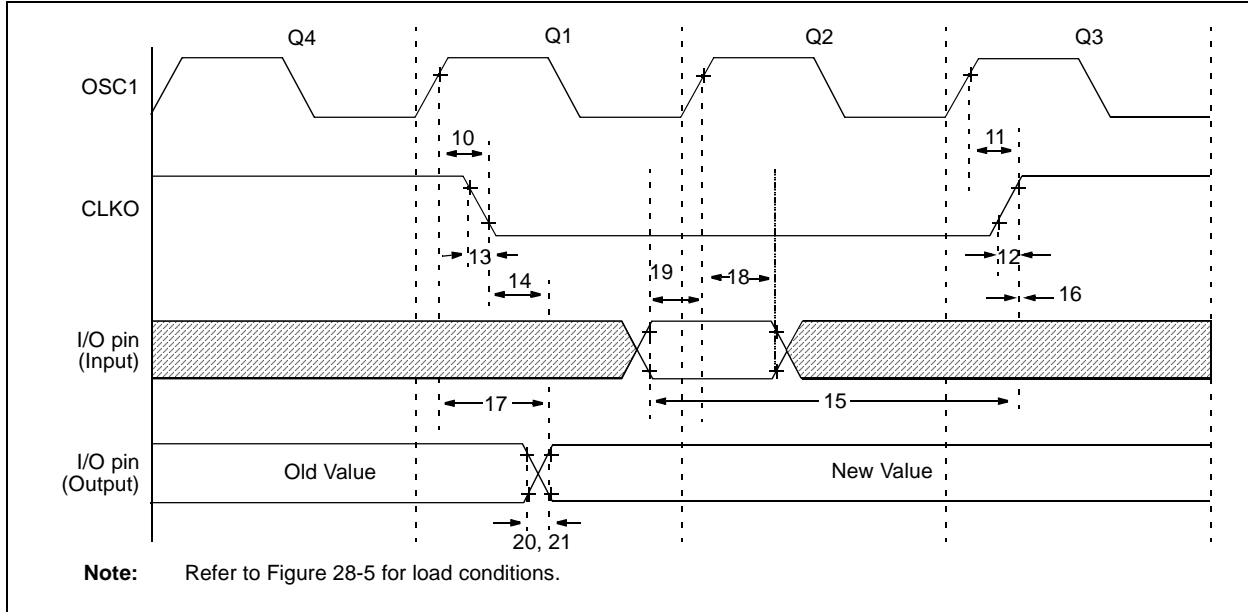 Q4 Q1 Q2 Q3
OSC1
10 11
CLKO
13 12
14 19 18 16
I/O pin
(Input)
17 15
I/O pin
(Output)
Old Value New Value
20, 21
Note: Refer to Figure 28-5 for load conditions.